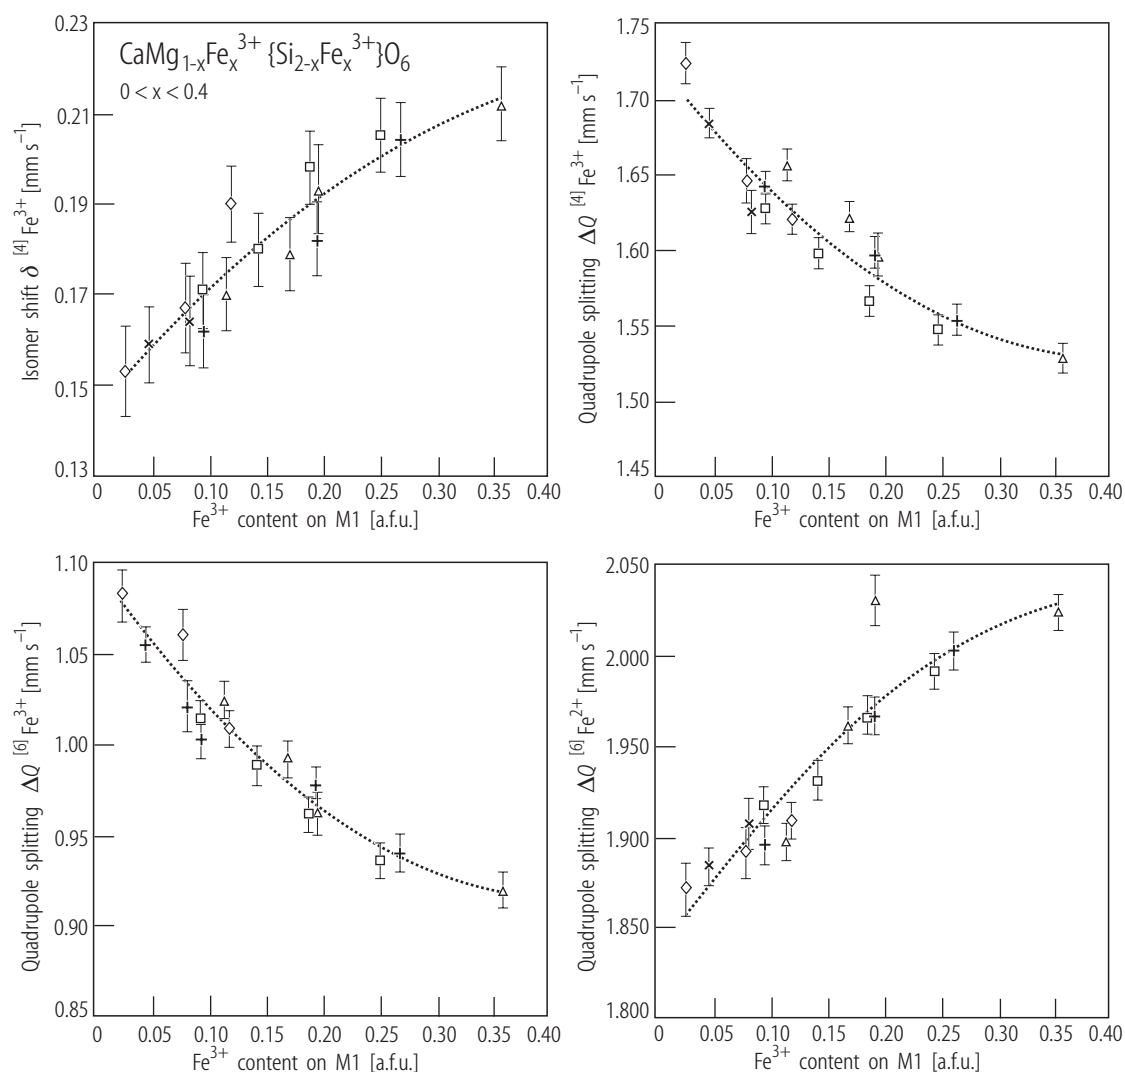 CaMg₁₋ₓFeₓ³⁺ {Si₂₋ₓFeₓ³⁺}O₆
0 < x < 0.4
Isomer shift δ ^[4]Fe³⁺ [mm s⁻¹]
0.23
0.21
0.19
0.17
0.15
0.13
0 0.05 0.10 0.15 0.20 0.25 0.30 0.35 0.40
Fe³⁺ content on M1 [a.f.u.]
Quadrupole splitting ΔQ ^[4]Fe³⁺ [mm s⁻¹]
1.75
1.70
1.65
1.60
1.55
1.50
1.45
0 0.05 0.10 0.15 0.20 0.25 0.30 0.35 0.40
Fe³⁺ content on M1 [a.f.u.]
Quadrupole splitting ΔQ ^[6]Fe³⁺ [mm s⁻¹]
1.10
1.05
1.00
0.95
0.90
0.85
0 0.05 0.10 0.15 0.20 0.25 0.30 0.35 0.40
Fe³⁺ content on M1 [a.f.u.]
Quadrupole splitting ΔQ ^[6]Fe²⁺ [mm s⁻¹]
2.050
2.000
1.950
1.900
1.850
1.800
0 0.05 0.10 0.15 0.20 0.25 0.30 0.35 0.40
Fe³⁺ content on M1 [a.f.u.]